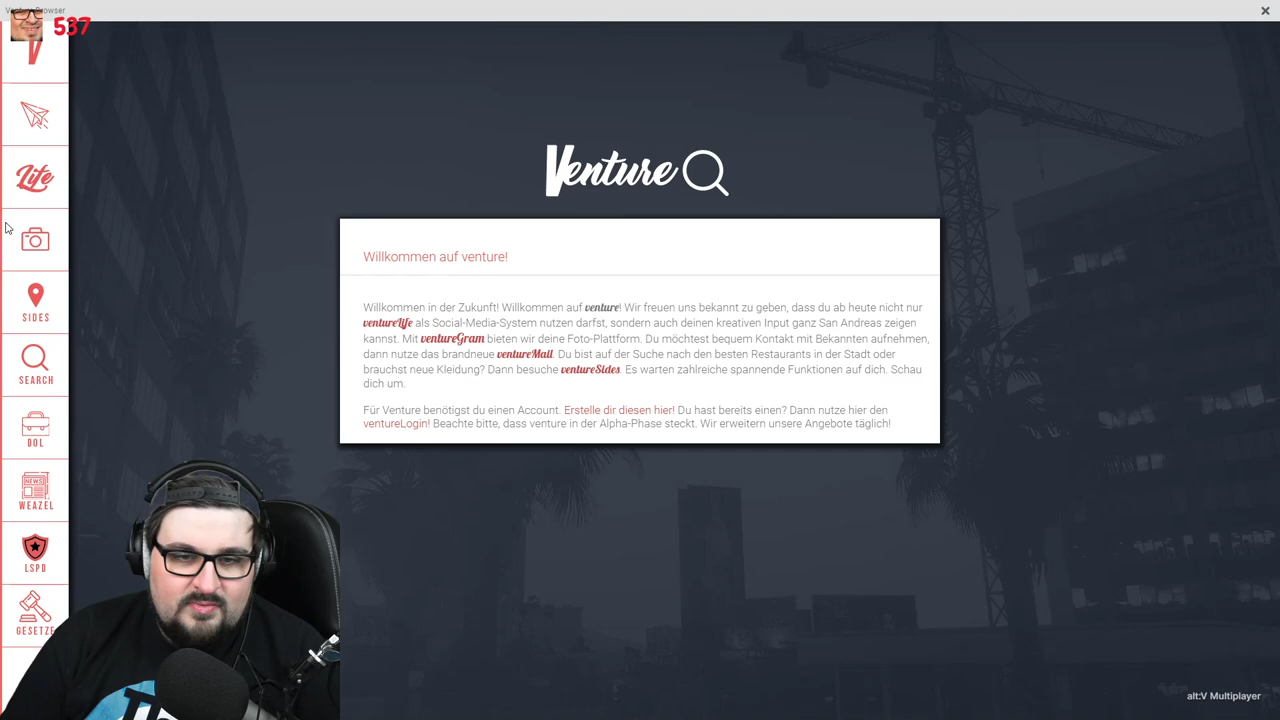 537
V
Life
SIDES
SEARCH
DOL
NEWS
WEAZEL
LSPD
GESETZE
Venture
Willkommen auf venture!
Willkommen in der Zukunft! Willkommen auf venture! Wir freuen uns bekannt zu geben, dass du ab heute nicht nur
ventureLife als Social-Media-System nutzen darfst, sondern auch deinen kreativen Input ganz San Andreas zeigen
kannst. Mit ventureGram bieten wir deine Foto-Plattform. Du möchtest bequem Kontakt mit Bekannten aufnehmen,
dann nutze das brandneue ventureMail. Du bist auf der Suche nach den besten Restaurants in der Stadt oder
brauchst neue Kleidung? Dann besuche ventureSides. Es warten zahlreiche spannende Funktionen auf dich. Schau
dich um.
Für Venture benötigst du einen Account. Erstelle dir diesen hier! Du hast bereits einen? Dann nutze hier den
ventureLogin! Beachte bitte, dass venture in der Alpha-Phase steckt. Wir erweitern unsere Angebote täglich!
alt:V Multiplayer